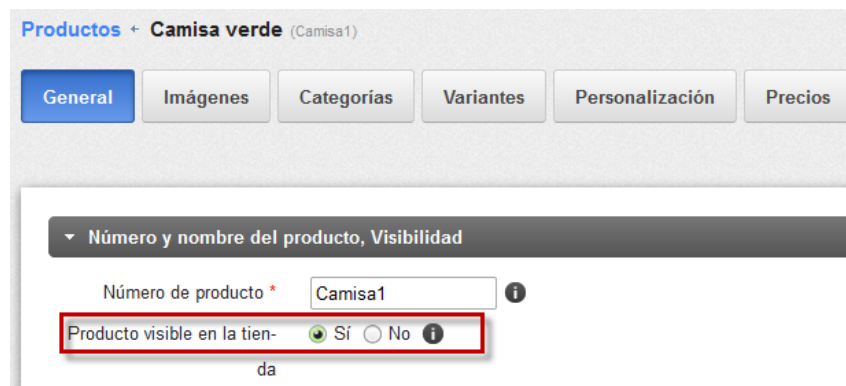 Productos ← Camisa verde (Camisa1)
General Imágenes Categorías Variantes Personalización Precios
Número y nombre del producto, Visibilidad
Número de producto * Camisa1
Producto visible en la tien- Sí No
da